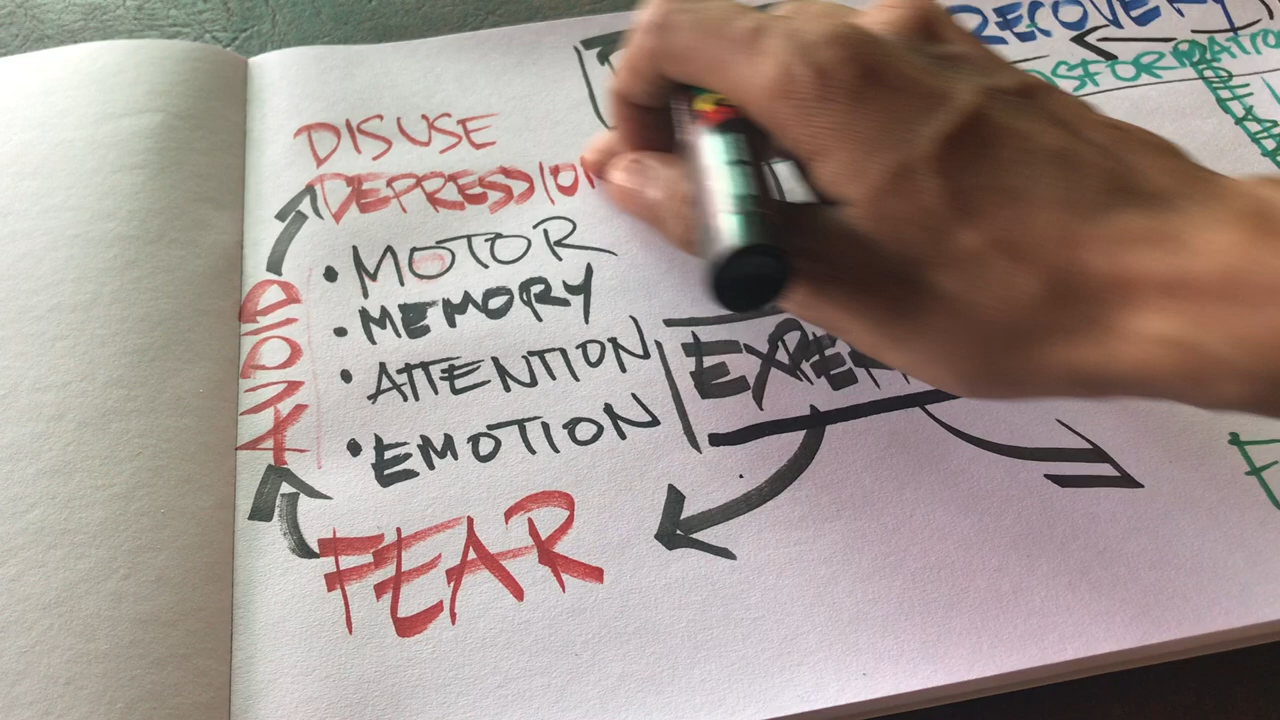 RECOVERY
DISUSE
DEPRESSION
• MOTOR
• MEMORY
• ATTENTION
• EMOTION
AVOID
FEAR